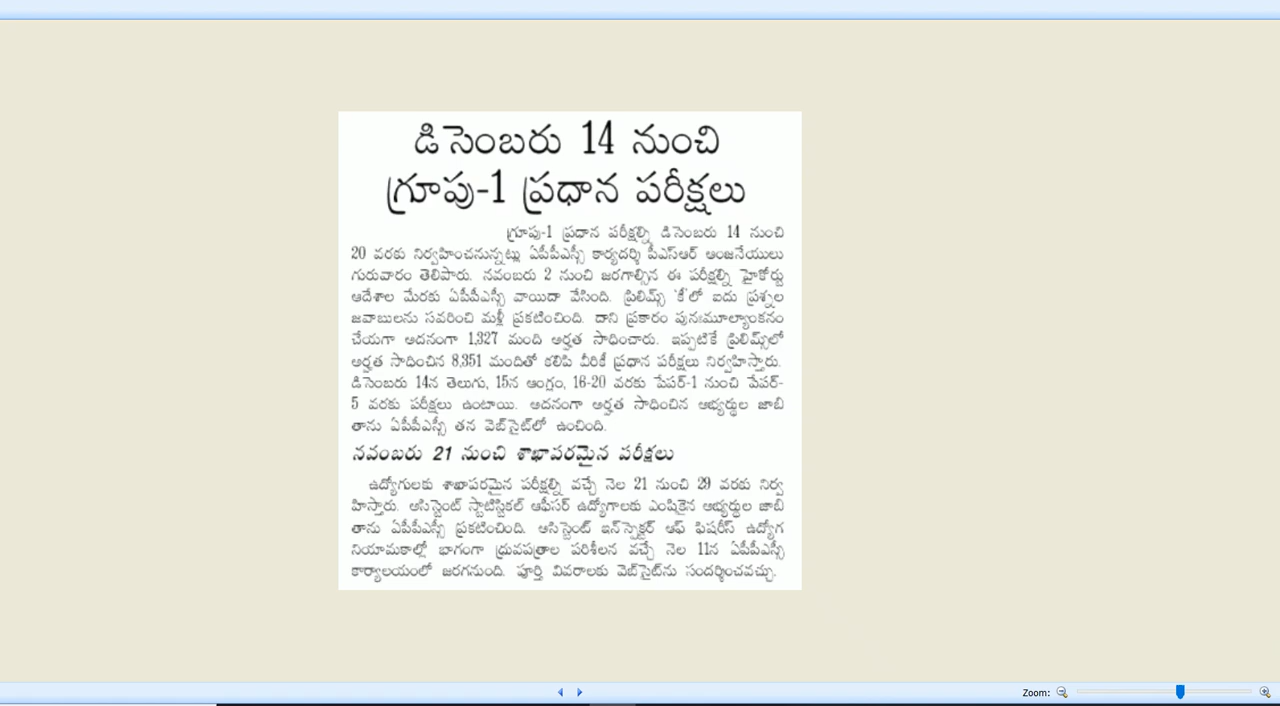 డిసెంబరు 14 నుంచి
గ్రూపు-1 ప్రధాన పరీక్షలు
గ్రూపు-1 ప్రధాన పరీక్షల్ని డిసెంబరు 14 నుంచి
20 వరకు నిర్వహించనున్నట్లు ఏపీపీఎస్సీ కార్యదర్శి పీఎస్ఆర్ ఆంజనేయులు
గురువారం తెలిపారు. నవంబరు 2 నుంచి జరగాల్సిన ఈ పరీక్షల్ని హైకోర్టు
ఆదేశాల మేరకు ఏపీపీఎస్సీ వాయిదా వేసింది. ప్రిలిమ్స్ 'కీ'లో ఐదు ప్రశ్నల
జవాబులను సవరించి మళ్లీ ప్రకటించింది. దాని ప్రకారం పునఃమూల్యాంకనం
చేయగా అదనంగా 1,327 మంది అర్హత సాధించారు. ఇప్పటికే ప్రిలిమ్స్‌లో
అర్హత సాధించిన 8,351 మందితో కలిపి వీరికీ ప్రధాన పరీక్షలు నిర్వహిస్తారు.
డిసెంబరు 14న తెలుగు, 15న ఆంగ్లం, 16-20 వరకు పేపర్-1 నుంచి పేపర్-
5 వరకు పరీక్షలు ఉంటాయి. అదనంగా అర్హత సాధించిన అభ్యర్థుల జాబి
తాను ఏపీపీఎస్సీ తన వెబ్‌సైట్‌లో ఉంచింది.
నవంబరు 21 నుంచి శాఖాపరమైన పరీక్షలు
ఉద్యోగులకు శాఖాపరమైన పరీక్షల్ని వచ్చే నెల 21 నుంచి 29 వరకు నిర్వ
హిస్తారు. అసిస్టెంట్ స్టాటిస్టికల్ ఆఫీసర్ ఉద్యోగాలకు ఎంపికైన అభ్యర్థుల జాబి
తాను ఏపీపీఎస్సీ ప్రకటించింది. అసిస్టెంట్ ఇన్‌స్పెక్టర్ ఆఫ్ ఫిషరీస్ ఉద్యోగ
నియామకాల్లో భాగంగా ధ్రువపత్రాల పరిశీలన వచ్చే నెల 11న ఏపీపీఎస్సీ
కార్యాలయంలో జరగనుంది. పూర్తి వివరాలకు వెబ్‌సైట్‌ను సందర్శించవచ్చు.
Zoom: